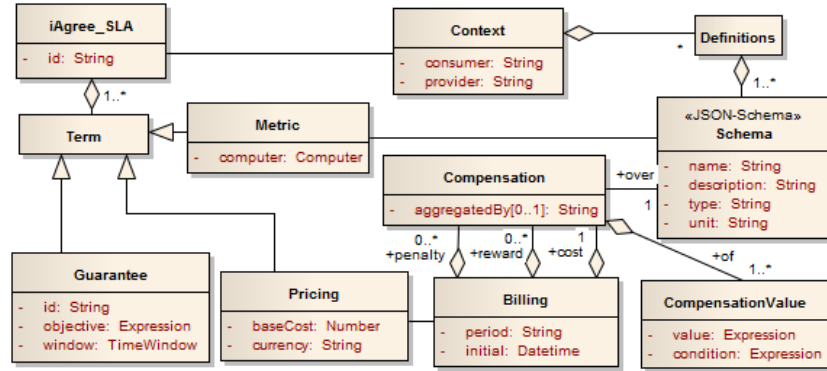 iAgree_SLA
- id: String
Context
- consumer: String
- provider: String
Definitions
*
1..*
1..*
Term
Metric
- computer: Computer
«JSON-Schema»
Schema
- name: String
- description: String
- type: String
- unit: String
Compensation
- aggregatedBy[0..1]: String
+over
1
0..*
+penalty
0..*
+reward
1
+cost
+of
1..*
Guarantee
- id: String
- objective: Expression
- window: TimeWindow
Pricing
- baseCost: Number
- currency: String
Billing
- period: String
- initial: Datetime
CompensationValue
- value: Expression
- condition: Expression